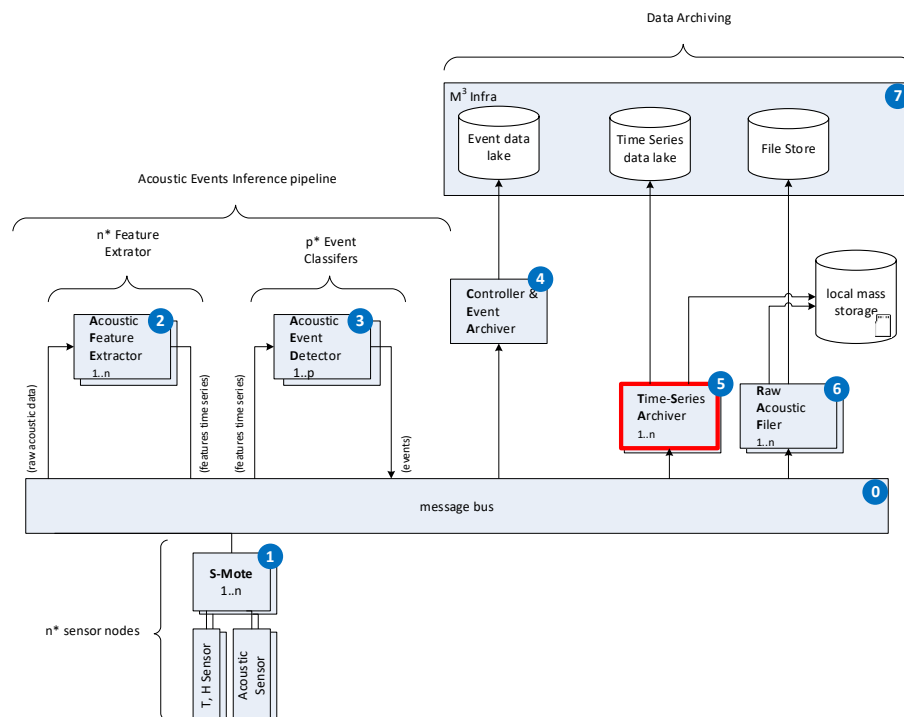 Data Archiving
M³ Infra
7
Event data
lake
Time Series
data lake
File Store
Acoustic Events Inference pipeline
n* Feature
Extrator
p* Event
Classifers
4
Controller &
Event
Archiver
local mass
storage
2
Acoustic
Feature
Extractor
1..n
3
Acoustic
Event
Detector
1..p
5
Time-Series
Archiver
1..n
6
Raw
Acoustic
Filer
1..n
(raw acoustic data)
(features time series)
(features time series)
(events)
message bus
0
1
S-Mote
1..n
n* sensor nodes
T, H Sensor
Acoustic
Sensor